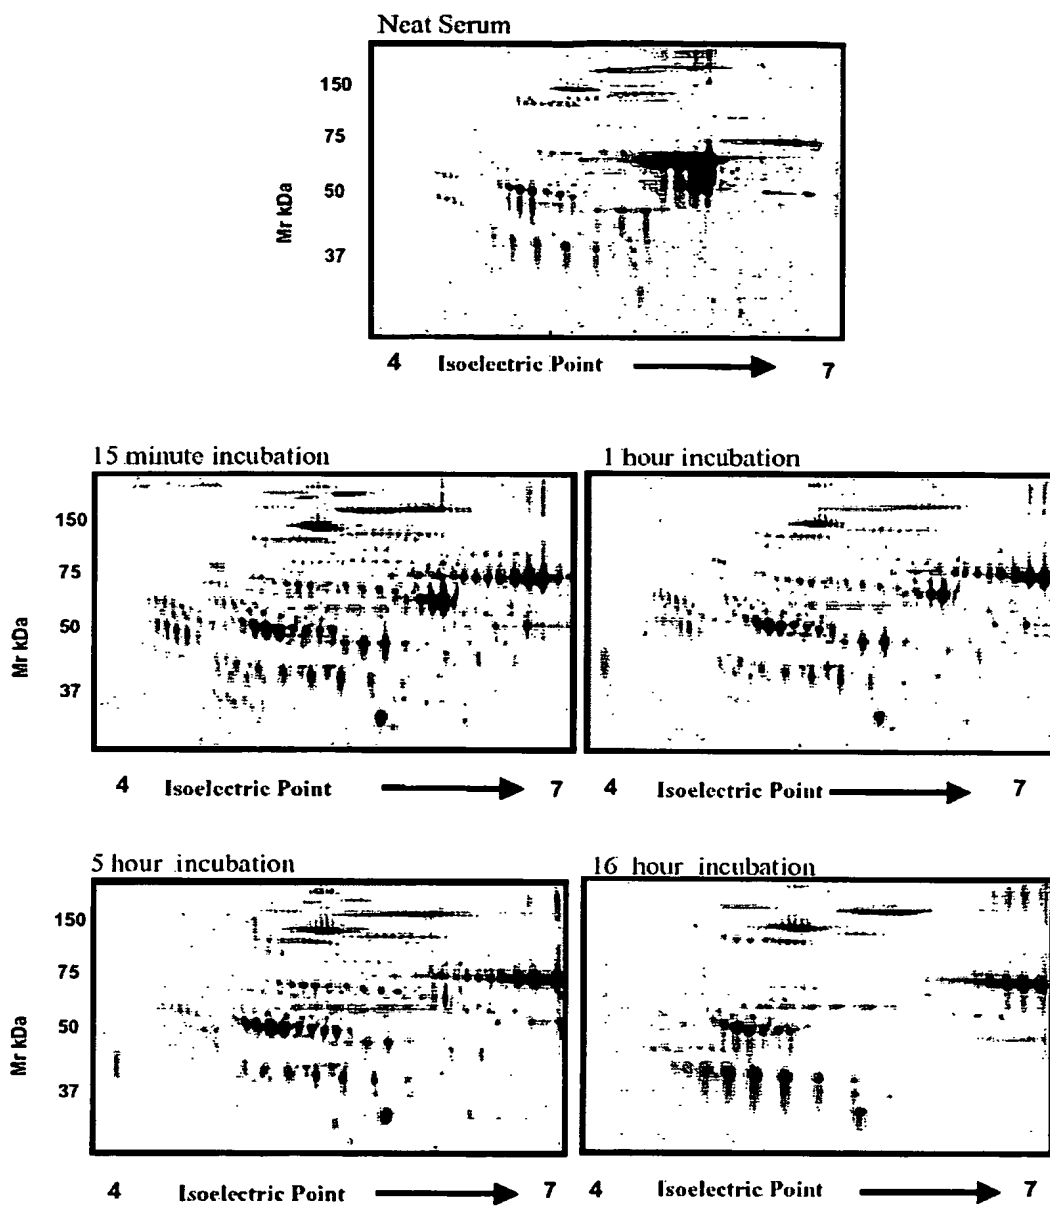 Neat Serum
150
75
50
37
Mr kDa
4 Isoelectric Point 7
15 minute incubation
1 hour incubation
150
75
50
37
Mr kDa
4 Isoelectric Point 7
4 Isoelectric Point 7
5 hour incubation
16 hour incubation
150
75
50
37
Mr kDa
4 Isoelectric Point 7
4 Isoelectric Point 7